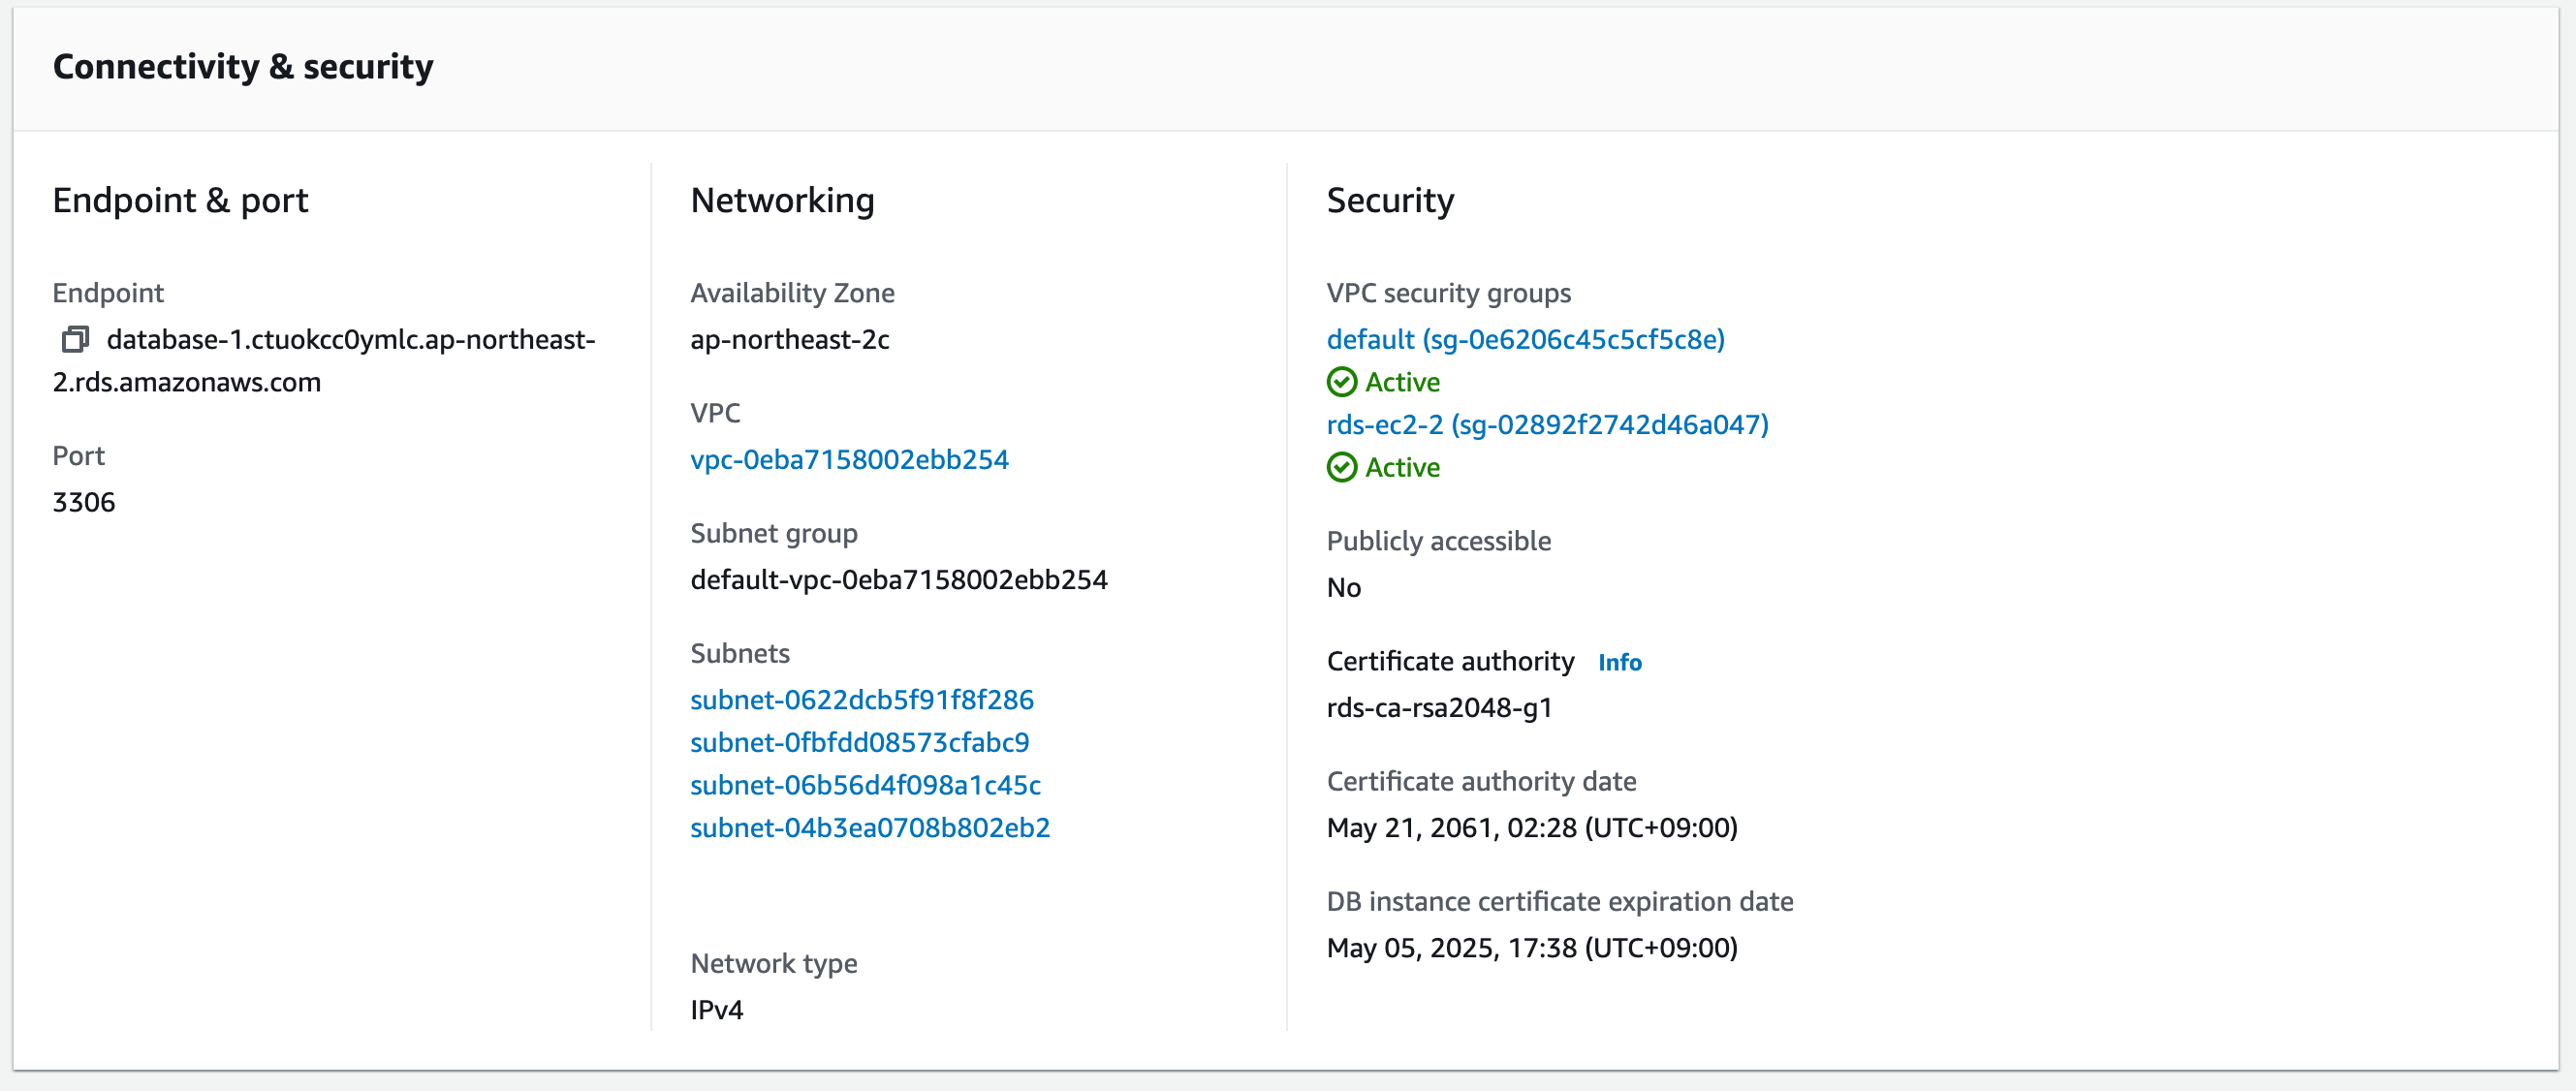 Connectivity & security
Endpoint & port
Endpoint
database-1.ctuokcc0ymlc.ap-northeast-
2.rds.amazonaws.com
Port
3306
Networking
Availability Zone
ap-northeast-2c
VPC
vpc-0eba7158002ebb254
Subnet group
default-vpc-0eba7158002ebb254
Subnets
subnet-0622dcb5f91f8f286
subnet-0fbfdd08573cfabc9
subnet-06b56d4f098a1c45c
subnet-04b3ea0708b802eb2
Network type
IPv4
Security
VPC security groups
default (sg-0e6206c45c5cf5c8e)
Active
rds-ec2-2 (sg-02892f2742d46a047)
Active
Publicly accessible
No
Certificate authority Info
rds-ca-rsa2048-g1
Certificate authority date
May 21, 2061, 02:28 (UTC+09:00)
DB instance certificate expiration date
May 05, 2025, 17:38 (UTC+09:00)